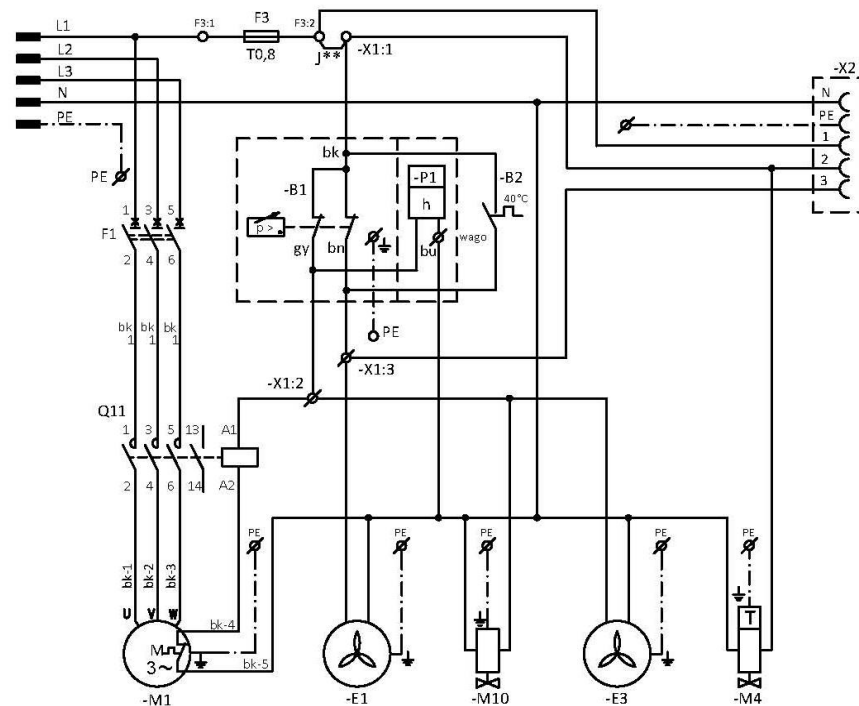 L1
L2
L3
N
PE
PE
F3:1
F3
T0,8
F3:2
J**
-X1:1
-X2
N
PE
1
2
3
bk
-B1
-P1
h
-B2
40°C
wago
p >
gy
bn
bu
PE
1 3 5
F1
2 4 6
bk 1
bk 1
bk 1
-X1:2
-X1:3
Q11
1 3 5 13
A1
2 4 6 14
A2
PE
PE
PE
PE
PE
bk-1
bk-2
bk-3
U V W
bk-4
M
3~
bk-5
T
-M1
-E1
-M10
-E3
-M4